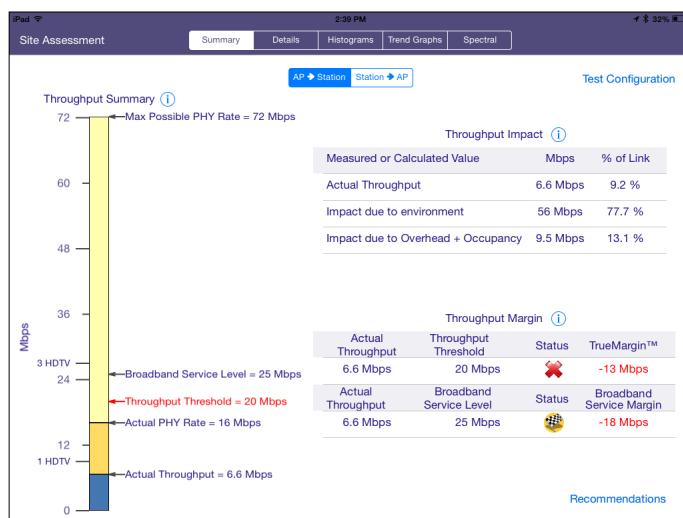 iPad 2:39 PM 32%
Site Assessment Summary Details Histograms Trend Graphs Spectral
AP → Station Station → AP
Test Configuration
Throughput Summary i
72 Max Possible PHY Rate = 72 Mbps
60
48
36
Mbps
3 HDTV
24
Broadband Service Level = 25 Mbps
Throughput Threshold = 20 Mbps
Actual PHY Rate = 16 Mbps
12
1 HDTV
Actual Throughput = 6.6 Mbps
0
Throughput Impact i
Measured or Calculated Value Mbps % of Link
Actual Throughput 6.6 Mbps 9.2 %
Impact due to environment 56 Mbps 77.7 %
Impact due to Overhead + Occupancy 9.5 Mbps 13.1 %
Throughput Margin i
Actual Throughput Throughput Threshold Status TrueMargin™
6.6 Mbps 20 Mbps -13 Mbps
Actual Throughput Broadband Service Level Status Broadband Service Margin
6.6 Mbps 25 Mbps -18 Mbps
Recommendations